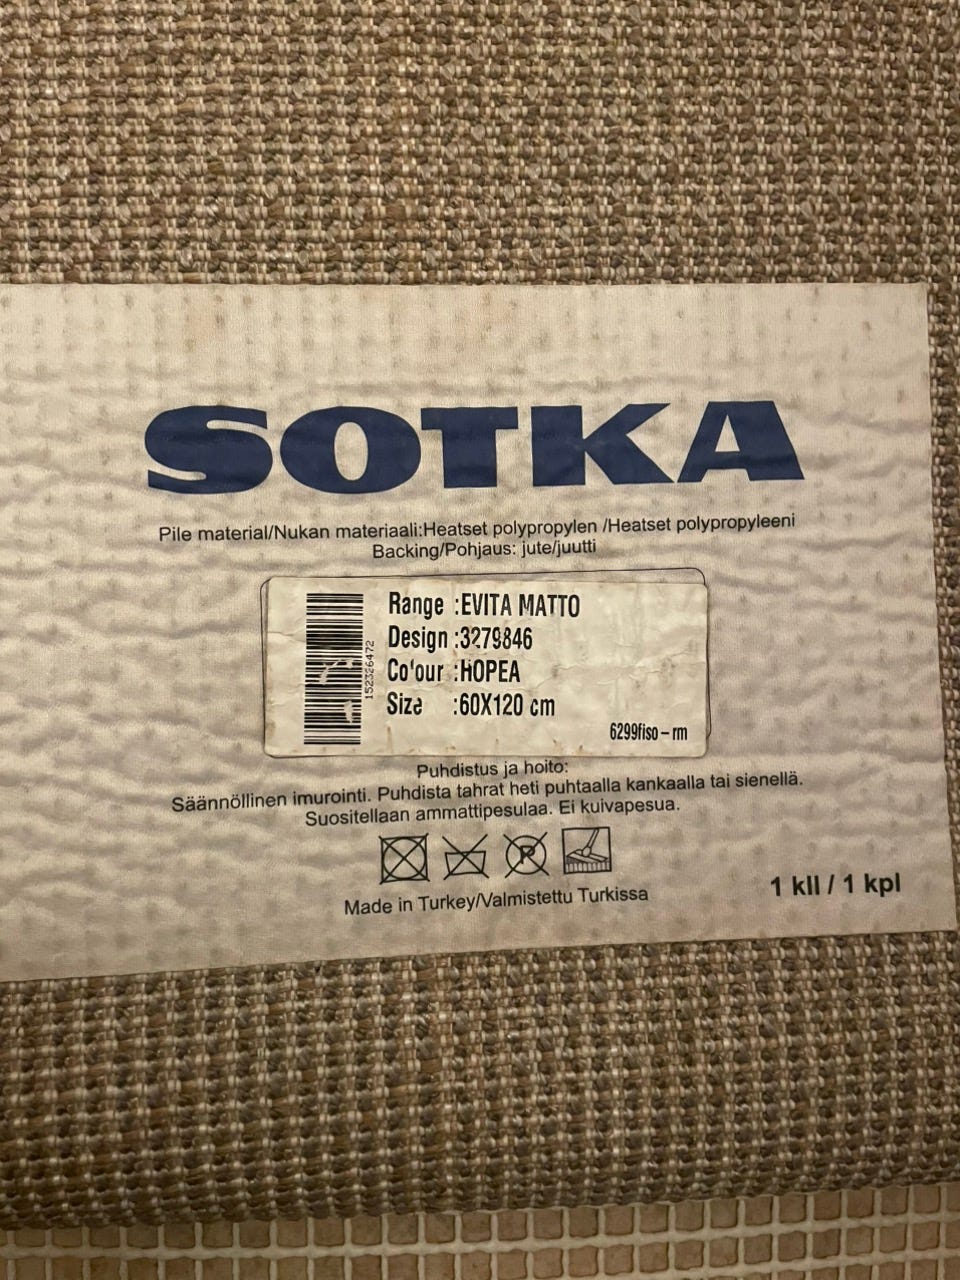 SOTKA
Pile material/Nukan materiaali:Heatset polypropylen /Heatset polypropyleeni
Backing/Pohjaus: jute/juutti
Range :EVITA MATTO
Design :3279846
Colour :HOPEA
Size :60X120 cm
6299fiso-rm
152326472
Puhdistus ja hoito:
Säännöllinen imurointi. Puhdista tahrat heti puhtaalla kankaalla tai sienellä.
Suositellaan ammattipesulaa. Ei kuivapesua.
P
Made in Turkey/Valmistettu Turkissa
1 kll / 1 kpl